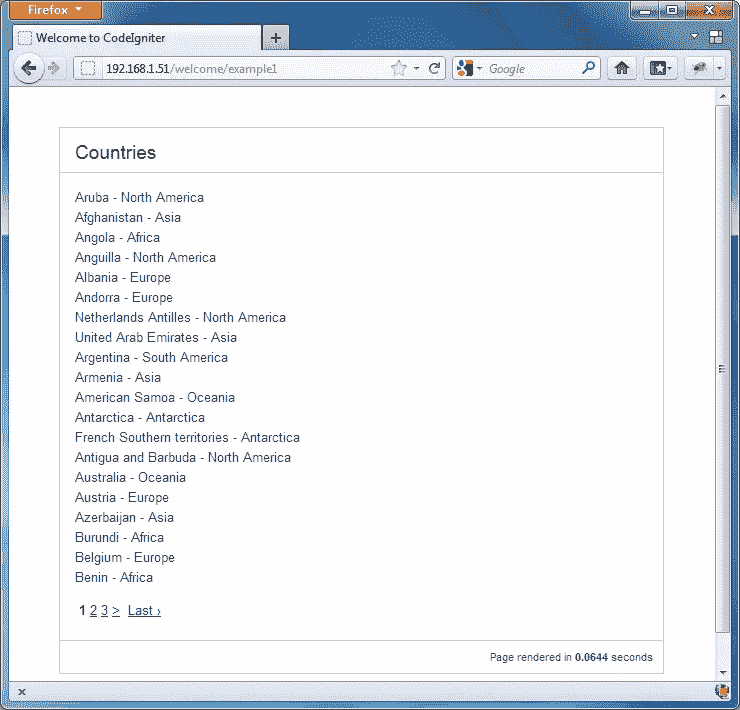 Firefox
Welcome to CodeIgniter
192.168.1.51/welcome/example1
Google
Countries
Aruba - North America
Afghanistan - Asia
Angola - Africa
Anguilla - North America
Albania - Europe
Andorra - Europe
Netherlands Antilles - North America
United Arab Emirates - Asia
Argentina - South America
Armenia - Asia
American Samoa - Oceania
Antarctica - Antarctica
French Southern territories - Antarctica
Antigua and Barbuda - North America
Australia - Oceania
Austria - Europe
Azerbaijan - Asia
Burundi - Africa
Belgium - Europe
Benin - Africa
1 2 3 > Last ›
Page rendered in 0.0644 seconds